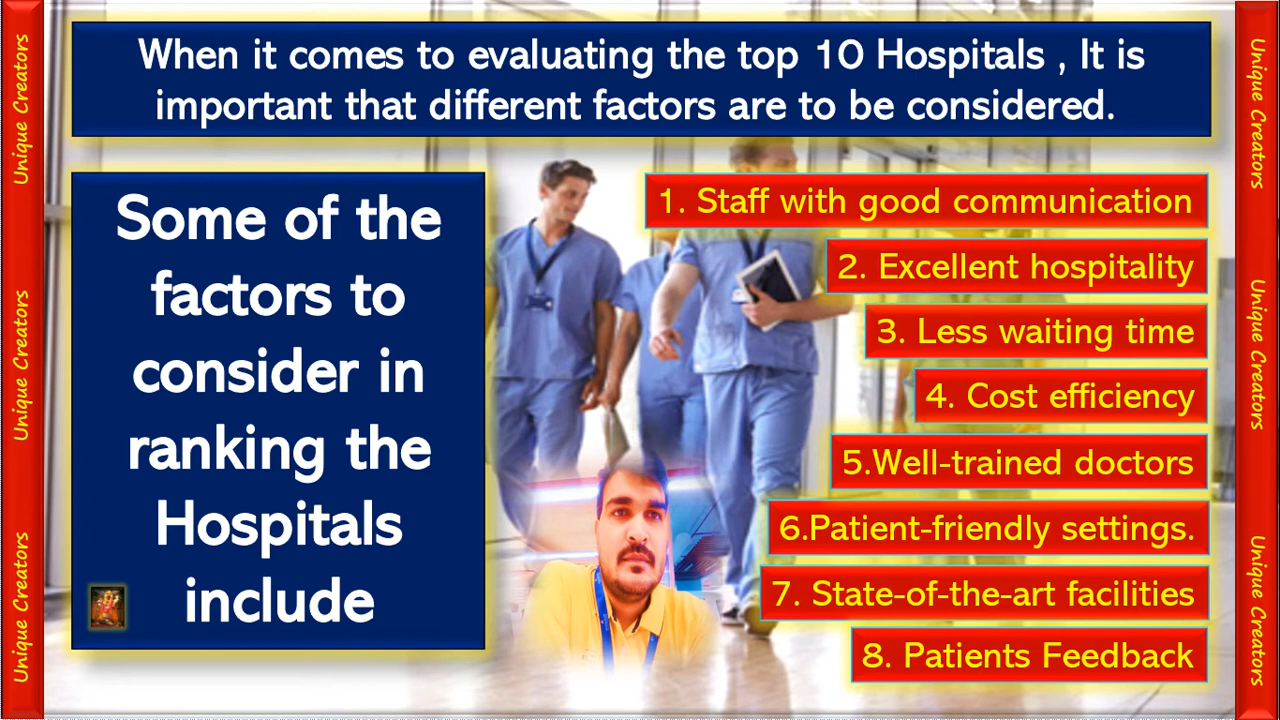 When it comes to evaluating the top 10 Hospitals , It is
important that different factors are to be considered.
Some of the
factors to
consider in
ranking the
Hospitals
include
1. Staff with good communication
2. Excellent hospitality
3. Less waiting time
4. Cost efficiency
5.Well-trained doctors
6.Patient-friendly settings.
7. State-of-the-art facilities
8. Patients Feedback
Unique Creators
Unique Creators
Unique Creators
Unique Creators
Unique Creators
Unique Creators